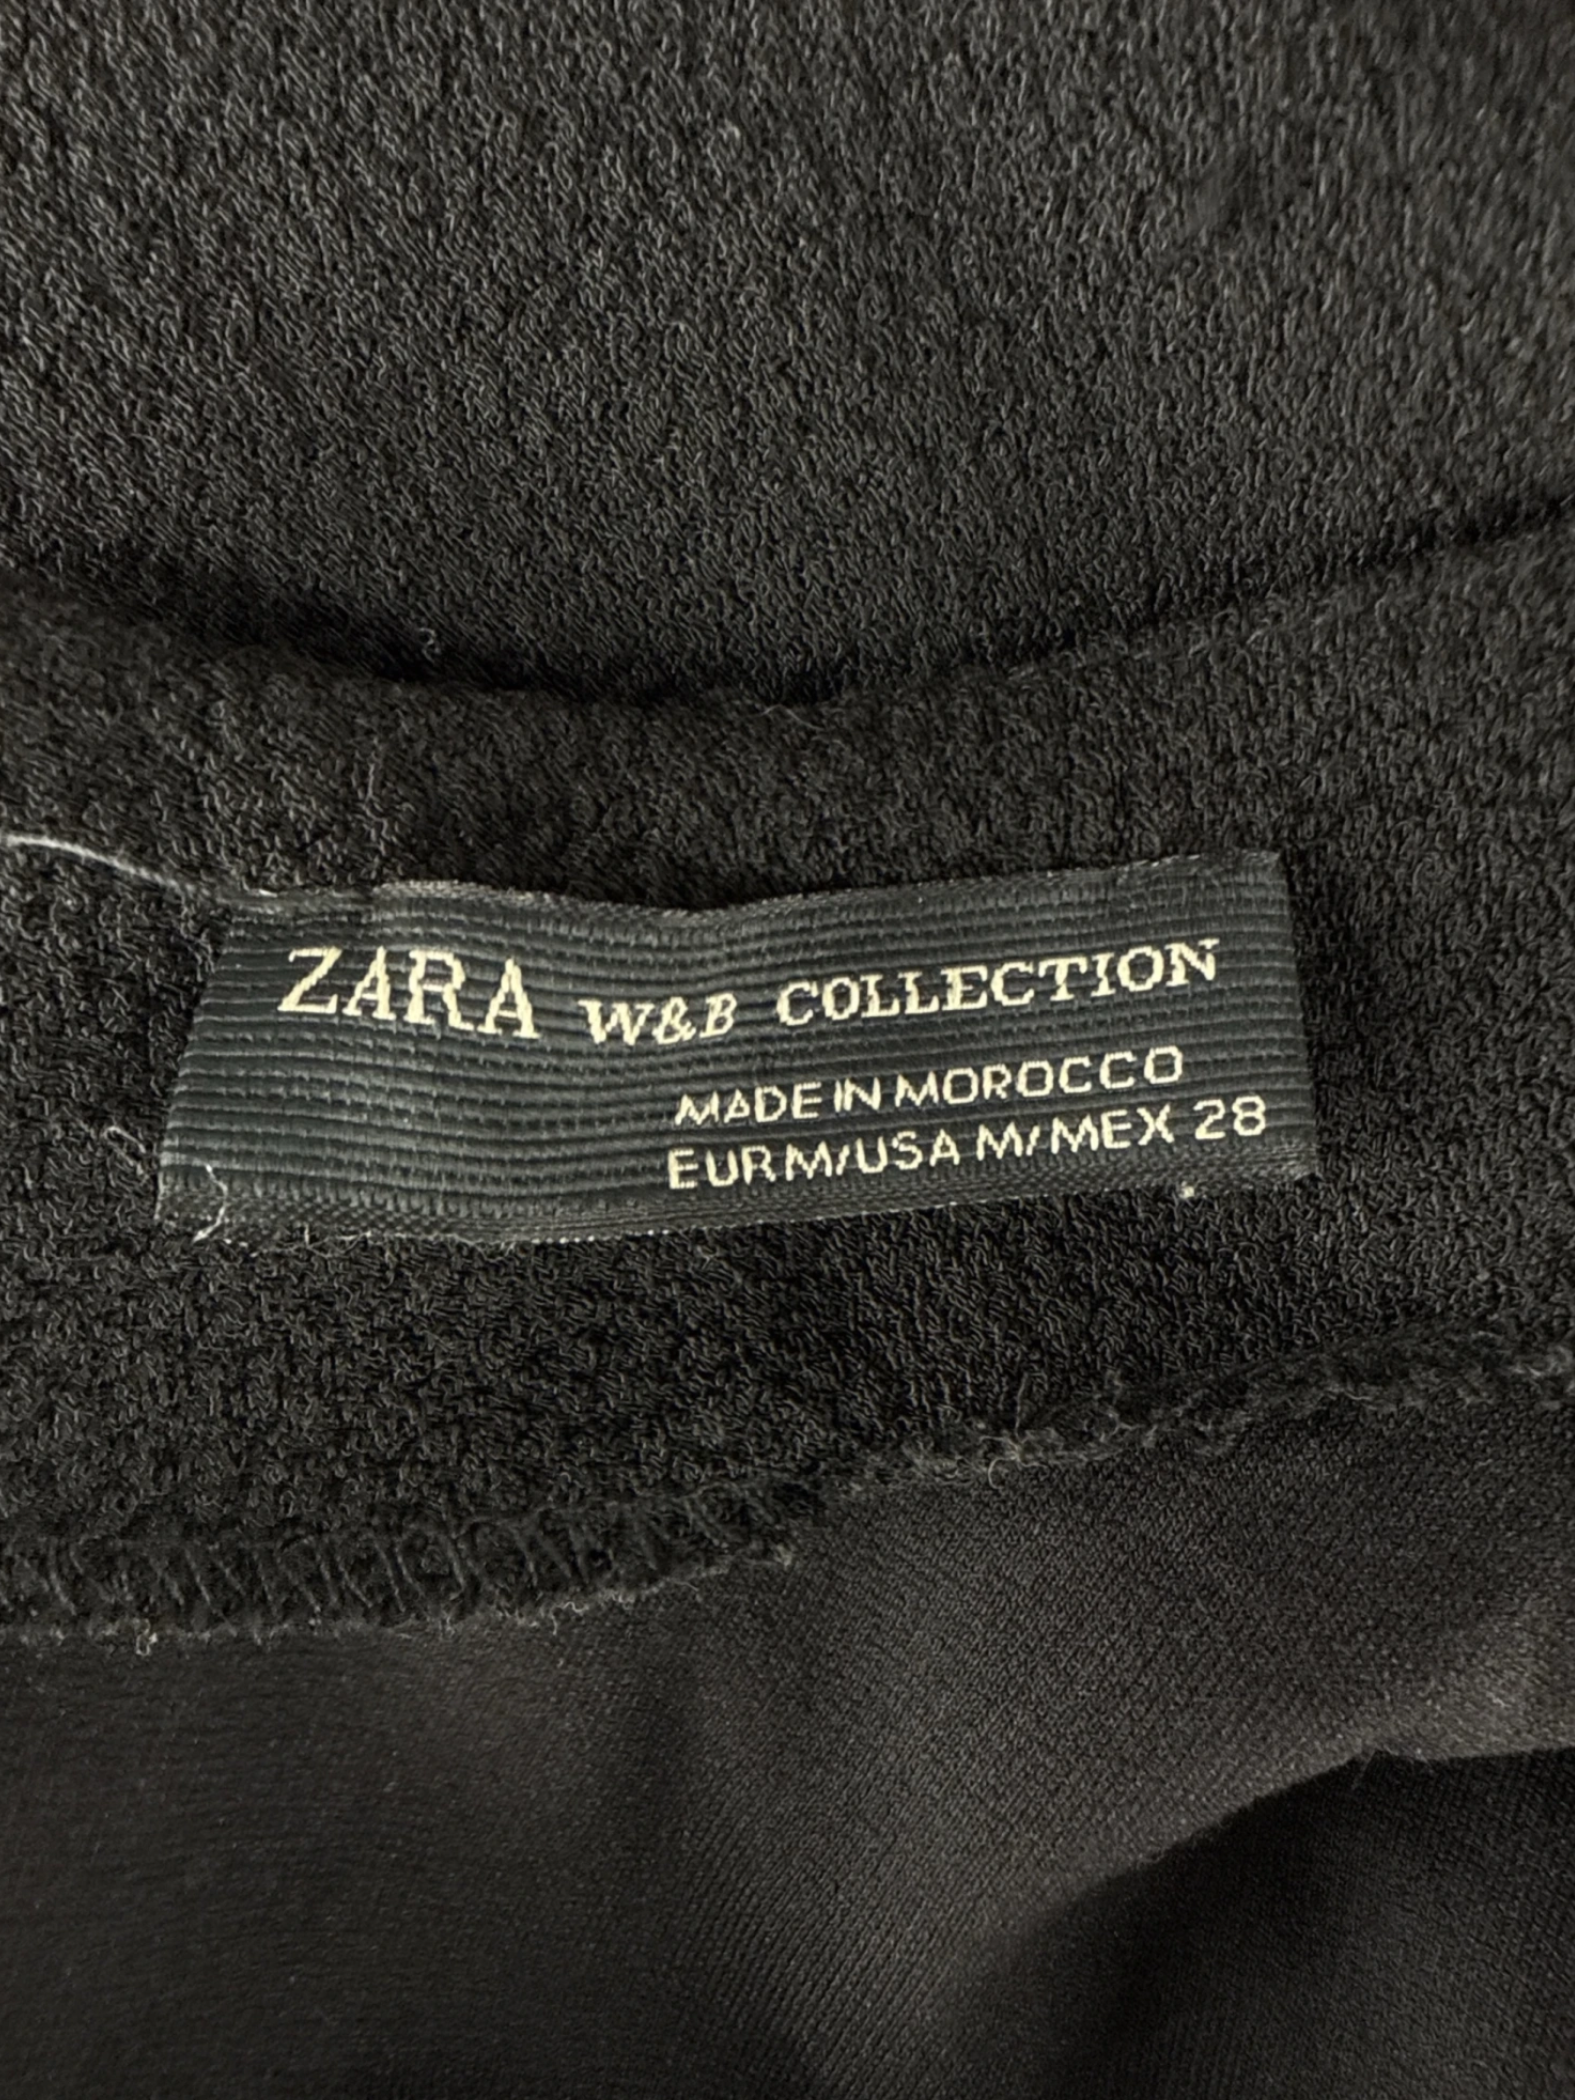 ZARA W&B COLLECTION
MADE IN MOROCCO
EUR M/USA M/MEX 28